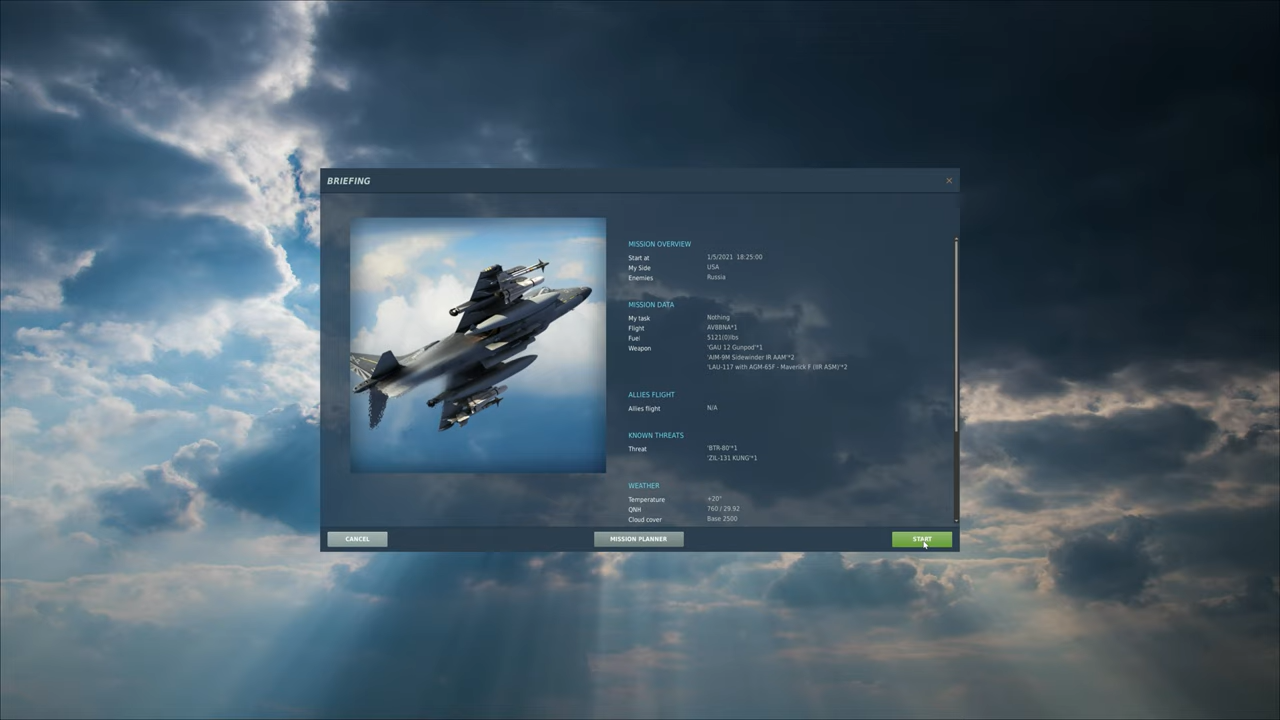 BRIEFING
MISSION OVERVIEW
Start at 1/5/2021 18:25:00
My Side USA
Enemies Russia
MISSION DATA
My task Nothing
Flight AV8BNA*1
Fuel 5121(0)lbs
Weapon 'GAU 12 Gunpod'*1
'AIM-9M Sidewinder IR AAM'*2
'LAU-117 with AGM-65F - Maverick F (IIR ASM)'*2
ALLIES FLIGHT
Allies flight N/A
KNOWN THREATS
Threat 'BTR-80'*1
'ZIL-131 KUNG'*1
WEATHER
Temperature +20°
QNH 760 / 29.92
Cloud cover Base 2500
CANCEL MISSION PLANNER START